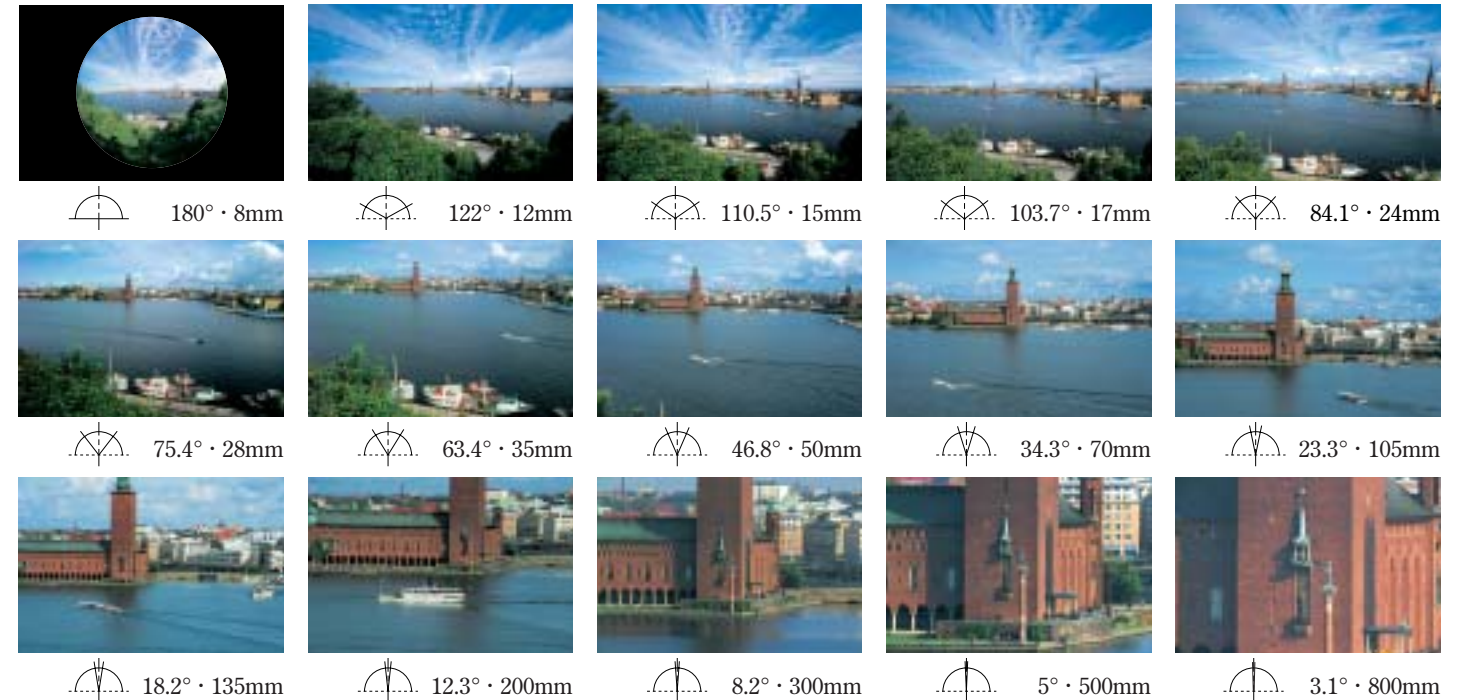 180° · 8mm
122° · 12mm
110.5° · 15mm
103.7° · 17mm
84.1° · 24mm
75.4° · 28mm
63.4° · 35mm
46.8° · 50mm
34.3° · 70mm
23.3° · 105mm
18.2° · 135mm
12.3° · 200mm
8.2° · 300mm
5° · 500mm
3.1° · 800mm